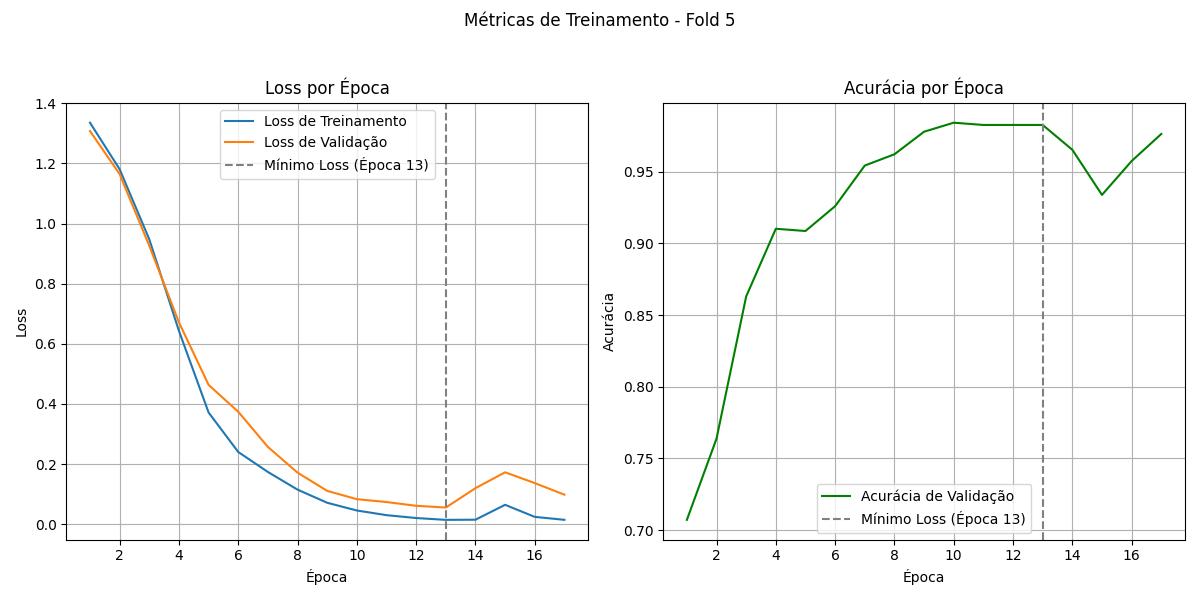 Métricas de Treinamento - Fold 5
Loss por Época
1.4
1.2
1.0
0.8
0.6
0.4
0.2
0.0
Loss
Loss de Treinamento
Loss de Validação
Mínimo Loss (Época 13)
2 4 6 8 10 12 14 16
Época
Acurácia por Época
0.95
0.90
0.85
0.80
0.75
0.70
Acurácia
Acurácia de Validação
Mínimo Loss (Época 13)
2 4 6 8 10 12 14 16
Época